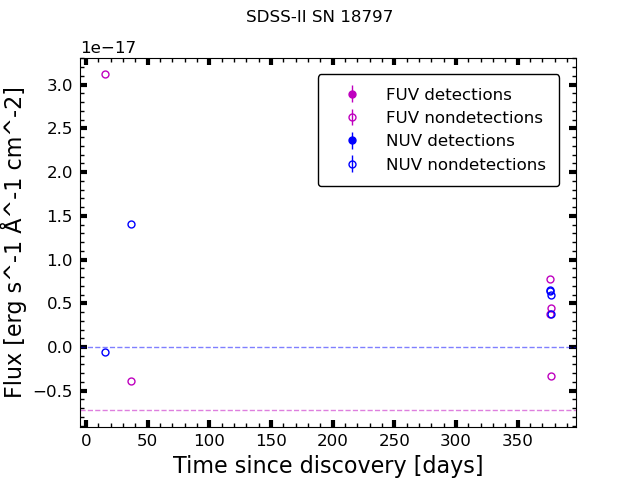 SDSS-II SN 18797
1e−17
Flux [erg s^-1 Å^-1 cm^-2]
3.0
2.5
2.0
1.5
1.0
0.5
0.0
−0.5
FUV detections
FUV nondetections
NUV detections
NUV nondetections
0 50 100 150 200 250 300 350
Time since discovery [days]